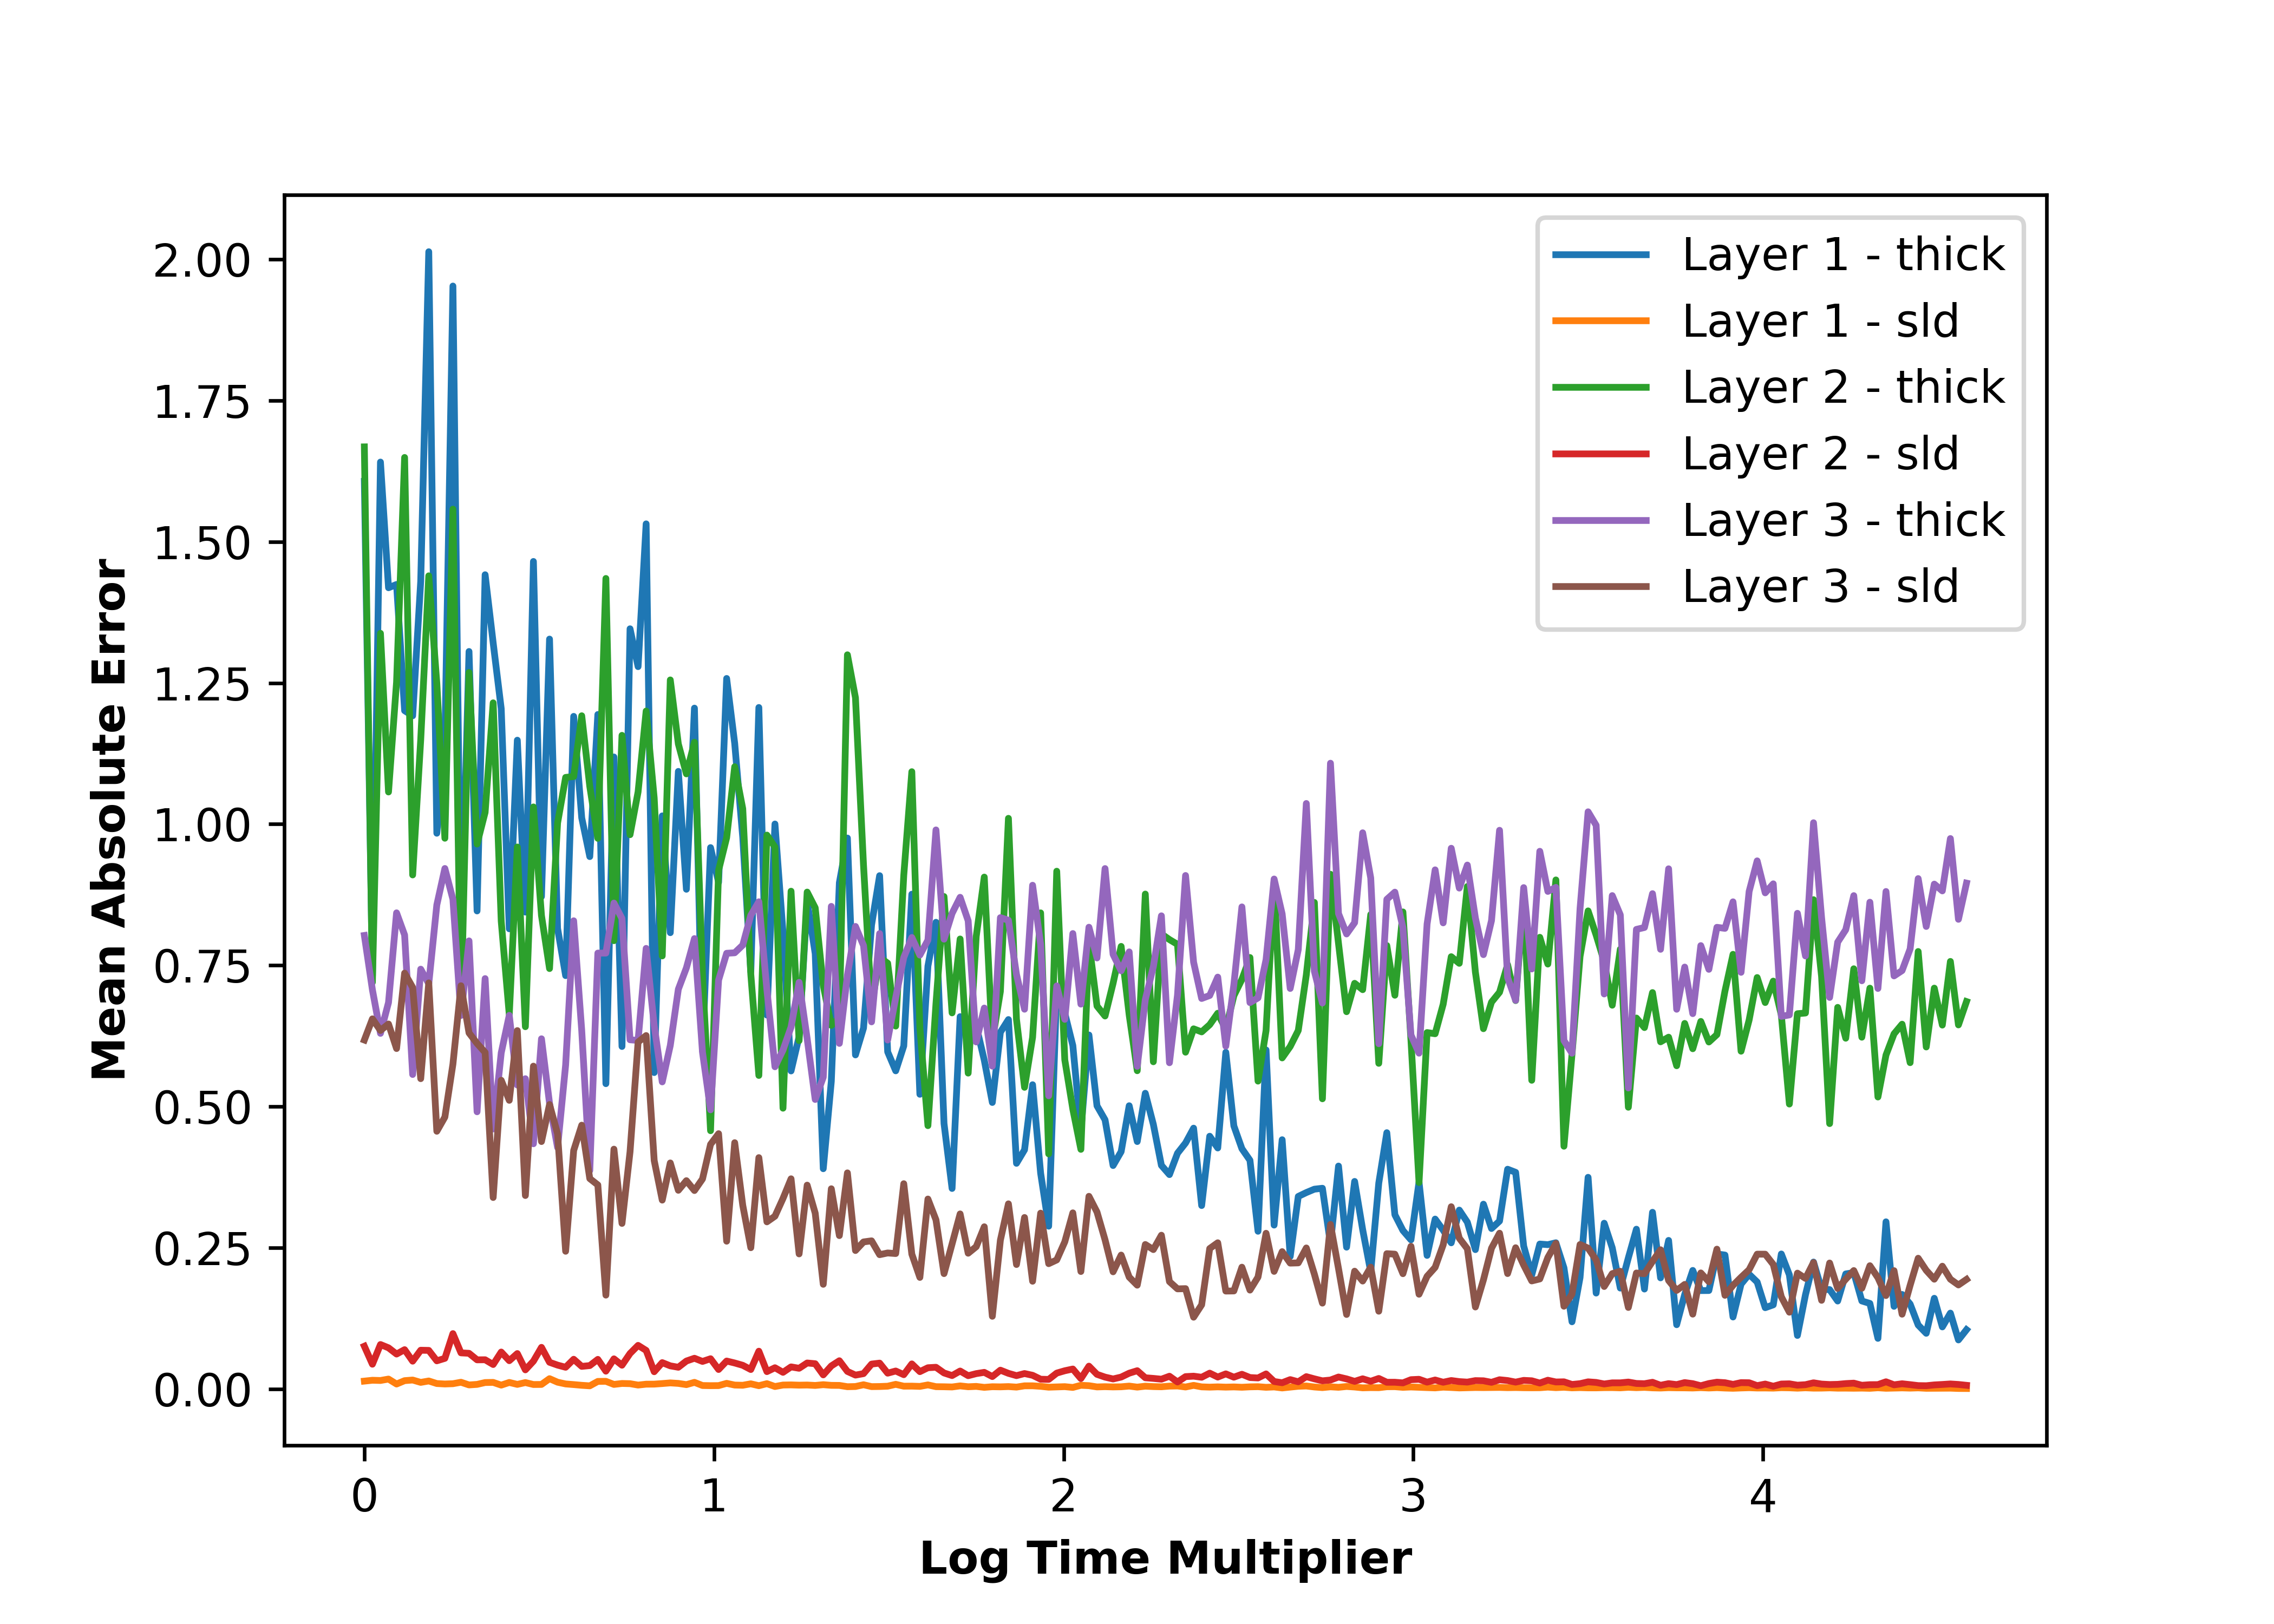 Layer 1 - thick
Layer 1 - sld
Layer 2 - thick
Layer 2 - sld
Layer 3 - thick
Layer 3 - sld
Mean Absolute Error
2.00
1.75
1.50
1.25
1.00
0.75
0.50
0.25
0.00
0 1 2 3 4
Log Time Multiplier